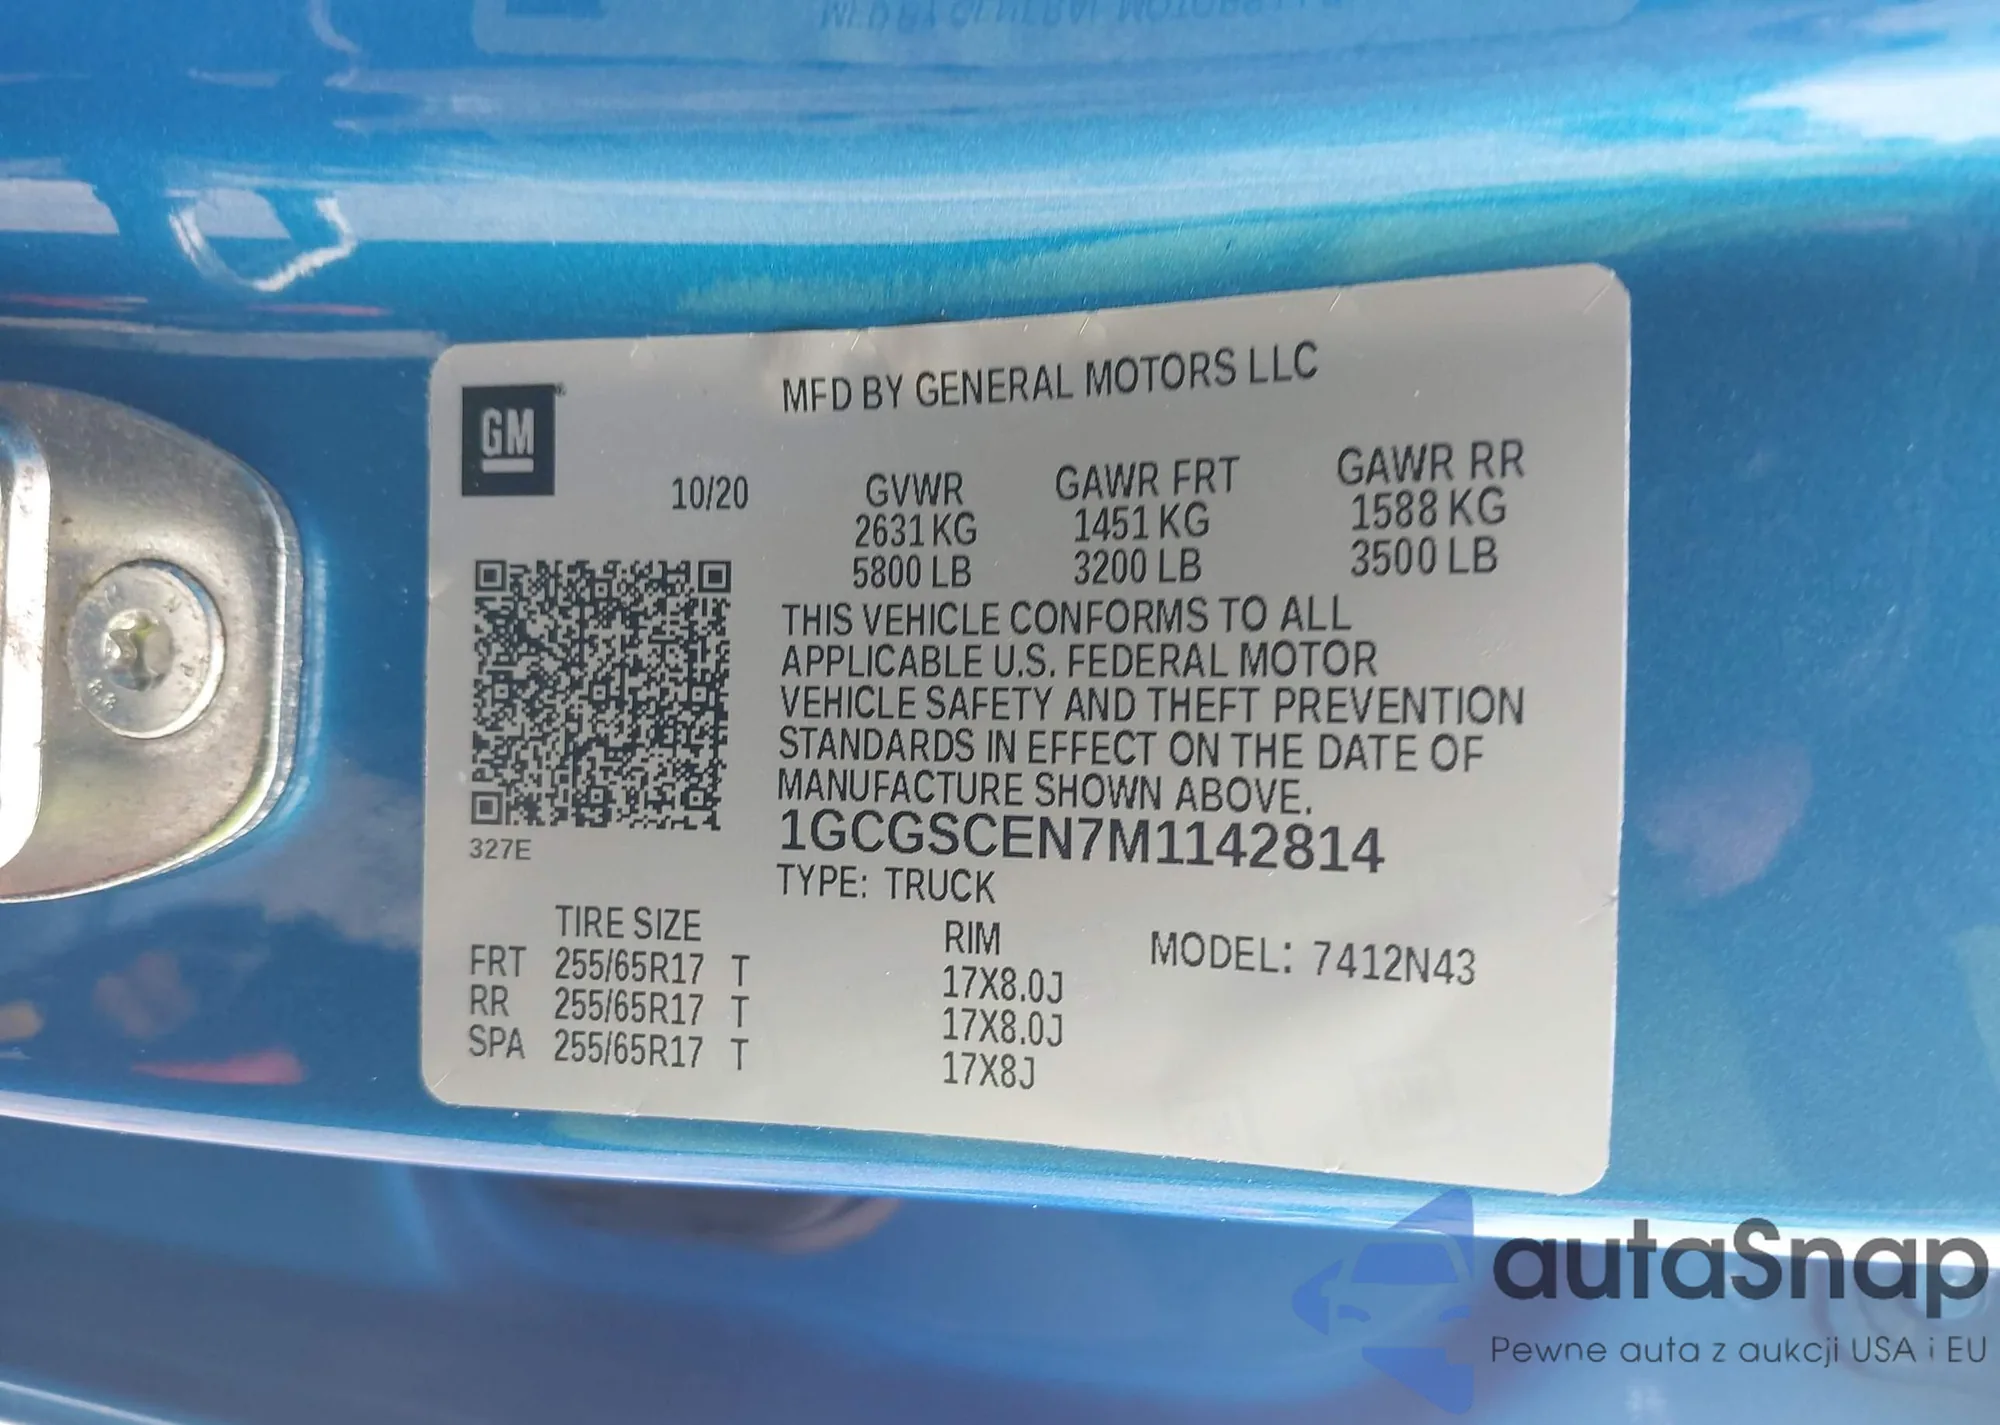 MFD BY GENERAL MOTORS LLC
GM
10/20
GVWR GAWR FRT GAWR RR
2631 KG 1451 KG 1588 KG
5800 LB 3200 LB 3500 LB
THIS VEHICLE CONFORMS TO ALL
APPLICABLE U.S. FEDERAL MOTOR
VEHICLE SAFETY AND THEFT PREVENTION
STANDARDS IN EFFECT ON THE DATE OF
MANUFACTURE SHOWN ABOVE.
327E
1GCGSCEN7M1142814
TYPE: TRUCK
TIRE SIZE RIM MODEL: 7412N43
FRT 255/65R17 T 17X8.0J
RR 255/65R17 T 17X8.0J
SPA 255/65R17 T 17X8J
autaSnap
Pewne auta z aukcji USA i EU